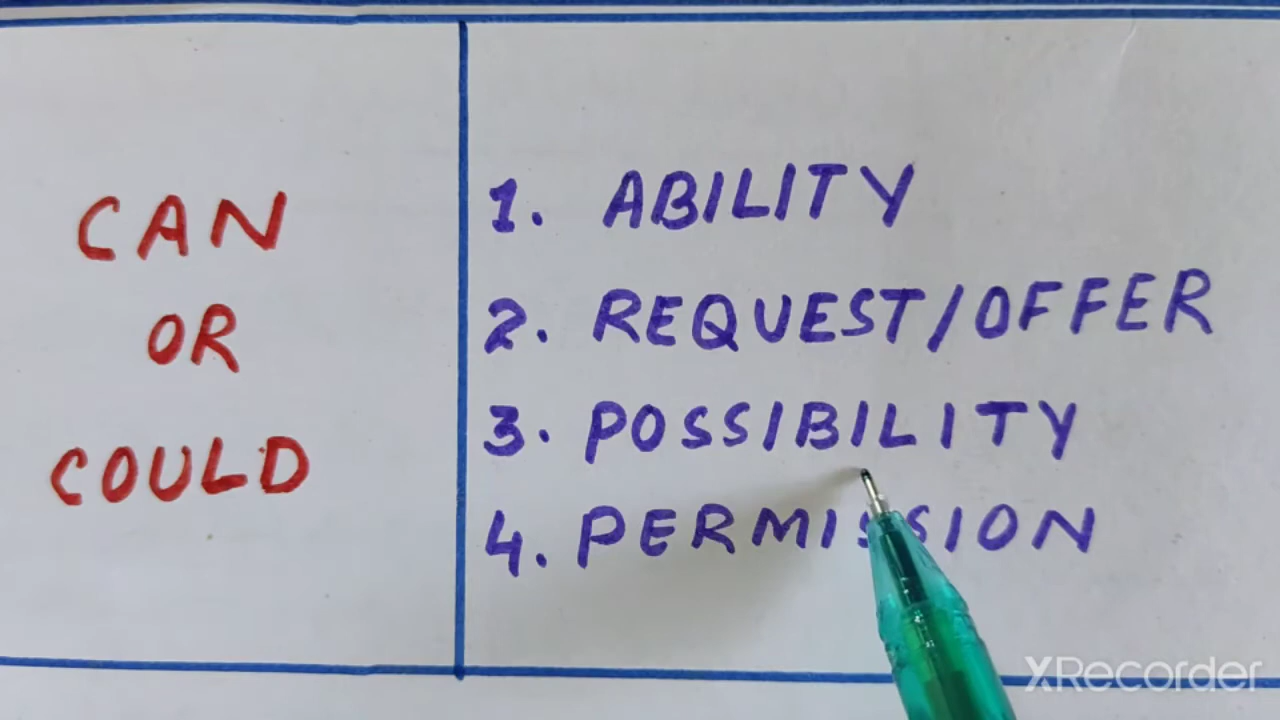 CAN
OR
COULD
1. ABILITY
2. REQUEST/OFFER
3. POSSIBILITY
4. PERMISSION
XRecorder